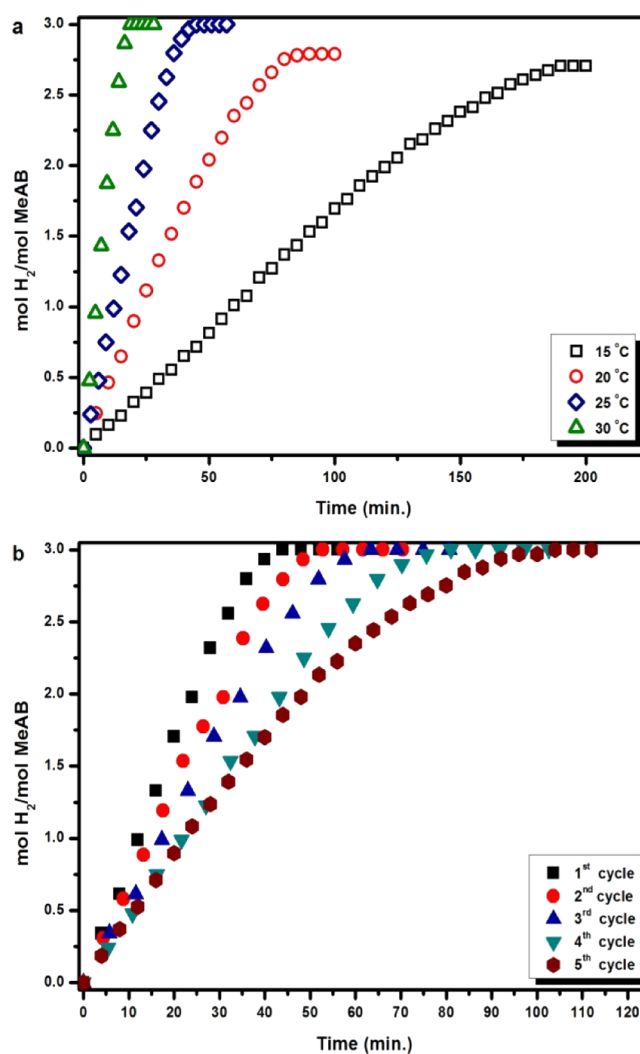 a
mol H2/mol MeAB
3.0
2.5
2.0
1.5
1.0
0.5
0.0
15 °C
20 °C
25 °C
30 °C
0 50 100 150 200
Time (min.)
b
mol H2/mol MeAB
3.0
2.5
2.0
1.5
1.0
0.5
0.0
1st cycle
2nd cycle
3rd cycle
4th cycle
5th cycle
0 10 20 30 40 50 60 70 80 90 100 110 120
Time (min.)